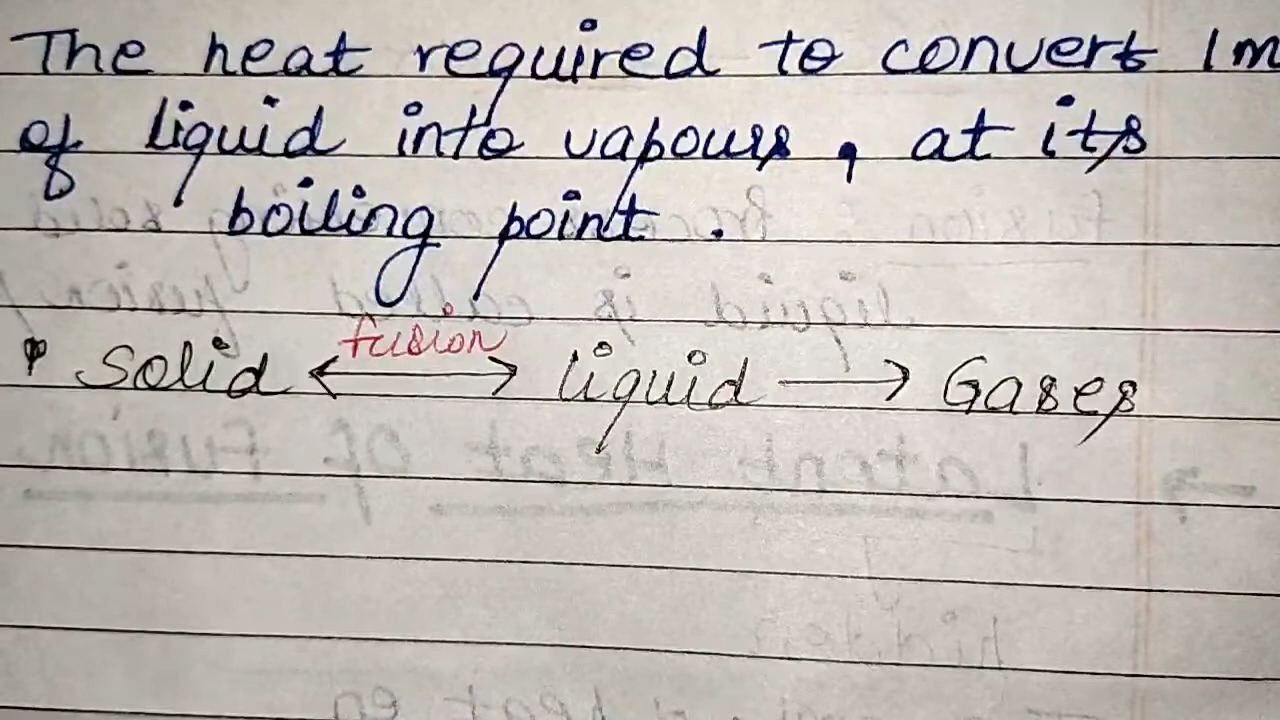 The heat required to convert 1m
of liquid into vapours, at its
boiling point.
fusion
Solid ⟷ liquid ⟶ Gases